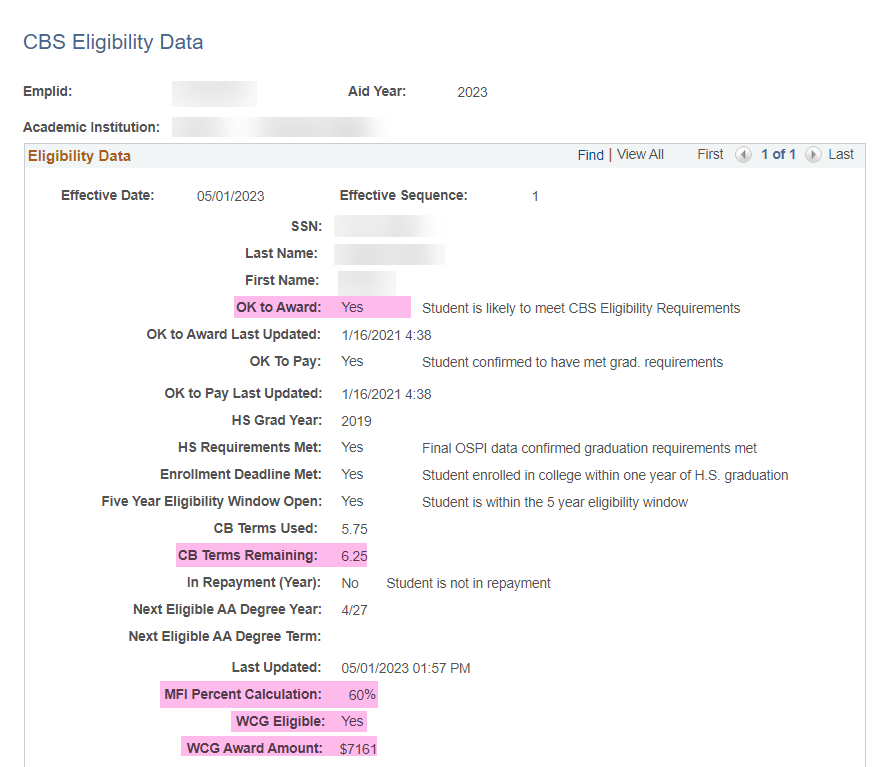 CBS Eligibility Data
Emplid: Aid Year: 2023
Academic Institution:
Eligibility Data Find | View All First 1 of 1 Last
Effective Date: 05/01/2023 Effective Sequence: 1
SSN:
Last Name:
First Name:
OK to Award: Yes Student is likely to meet CBS Eligibility Requirements
OK to Award Last Updated: 1/16/2021 4:38
OK To Pay: Yes Student confirmed to have met grad. requirements
OK to Pay Last Updated: 1/16/2021 4:38
HS Grad Year: 2019
HS Requirements Met: Yes Final OSPI data confirmed graduation requirements met
Enrollment Deadline Met: Yes Student enrolled in college within one year of H.S. graduation
Five Year Eligibility Window Open: Yes Student is within the 5 year eligibility window
CB Terms Used: 5.75
CB Terms Remaining: 6.25
In Repayment (Year): No Student is not in repayment
Next Eligible AA Degree Year: 4/27
Next Eligible AA Degree Term:
Last Updated: 05/01/2023 01:57 PM
MFI Percent Calculation: 60%
WCG Eligible: Yes
WCG Award Amount: $7161